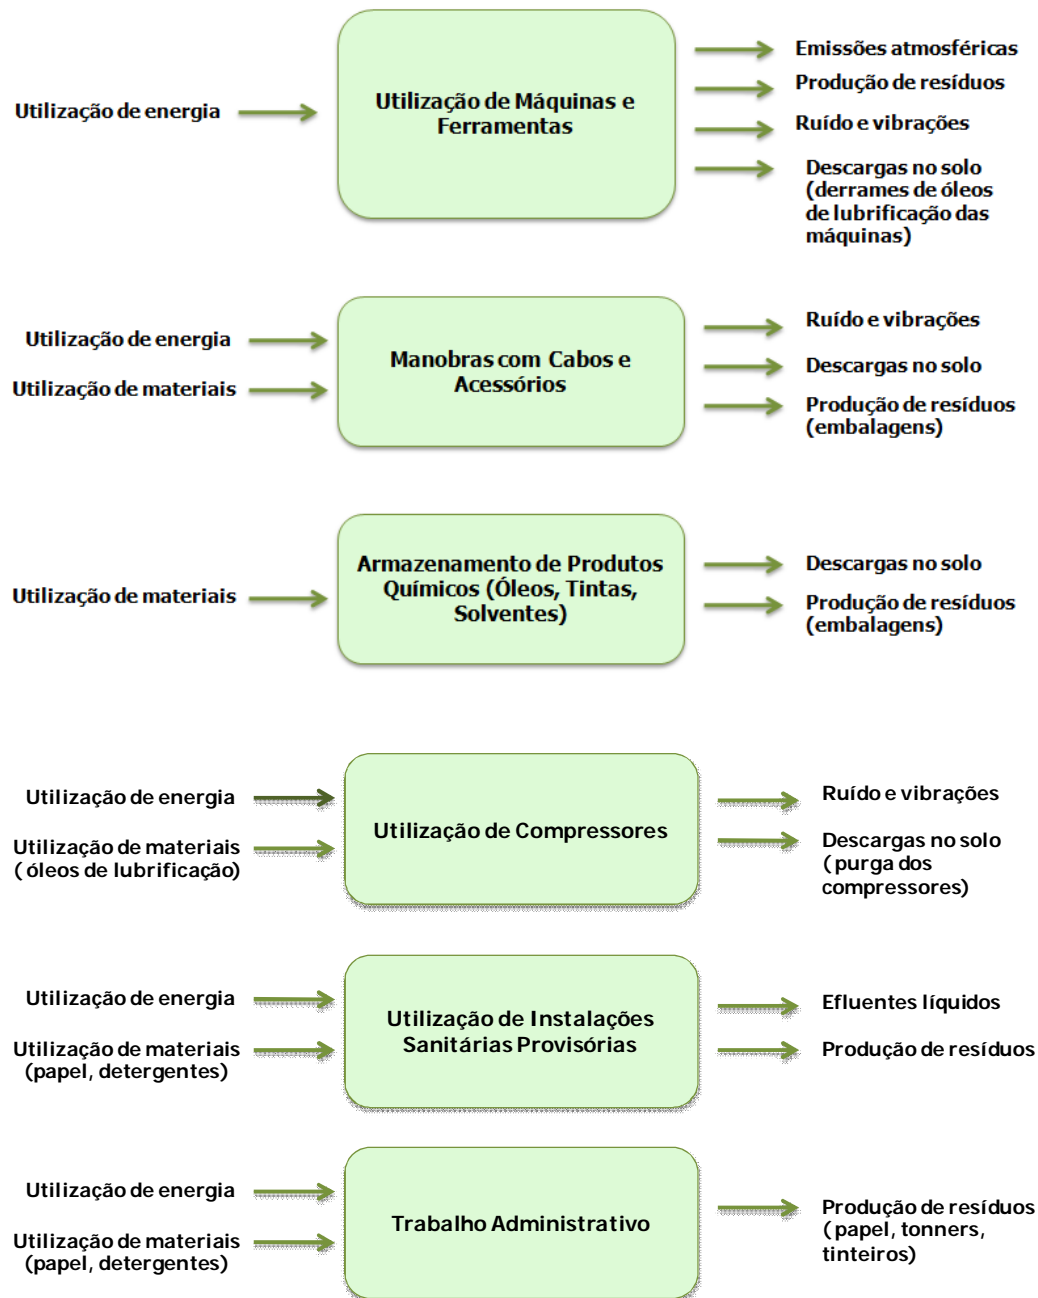 Utilização de energia
Utilização de Máquinas e
Ferramentas
Emissões atmosféricas
Produção de resíduos
Ruído e vibrações
Descargas no solo
(derrames de óleos
de lubrificação das
máquinas)
Utilização de energia
Utilização de materiais
Manobras com Cabos e
Acessórios
Ruído e vibrações
Descargas no solo
Produção de resíduos
(embalagens)
Utilização de materiais
Armazenamento de Produtos
Químicos (Óleos, Tintas,
Solventes)
Descargas no solo
Produção de resíduos
(embalagens)
Utilização de energia
Utilização de materiais
( óleos de lubrificação)
Utilização de Compressores
Ruído e vibrações
Descargas no solo
( purga dos
compressores)
Utilização de energia
Utilização de materiais
(papel, detergentes)
Utilização de Instalações
Sanitárias Provisórias
Efluentes líquidos
Produção de resíduos
Utilização de energia
Utilização de materiais
(papel, detergentes)
Trabalho Administrativo
Produção de resíduos
( papel, tonners,
tinteiros)